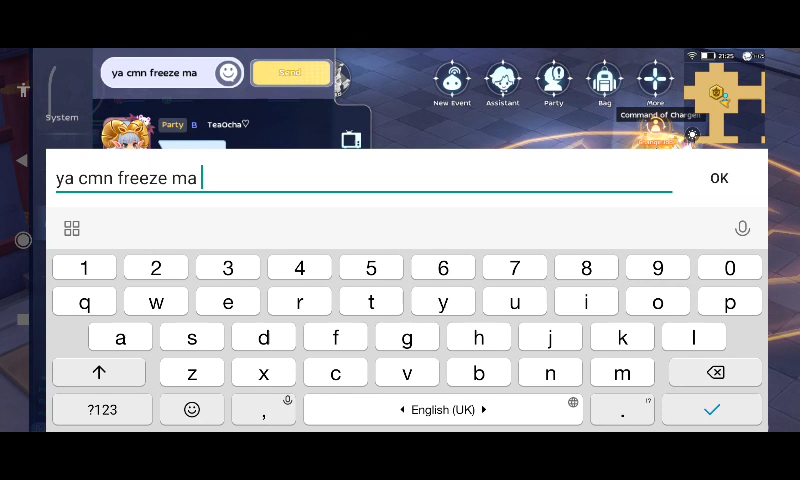 21:25
ya cmn freeze ma
Send
New Event
Assistant
Party
Bag
More
System
Command of Chargen
Party B TeaOcha♡
ya cmn freeze ma
OK
1 2 3 4 5 6 7 8 9 0
q w e r t y u i o p
a s d f g h j k l
z x c v b n m
?123 , English (UK) . !?